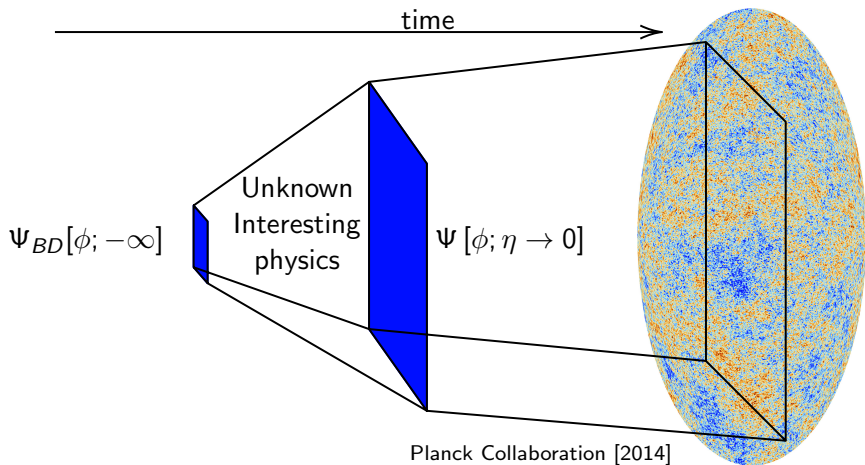 time
Unknown
Interesting
physics
Ψ_BD[ϕ; −∞]
Ψ [ϕ; η → 0]
Planck Collaboration [2014]